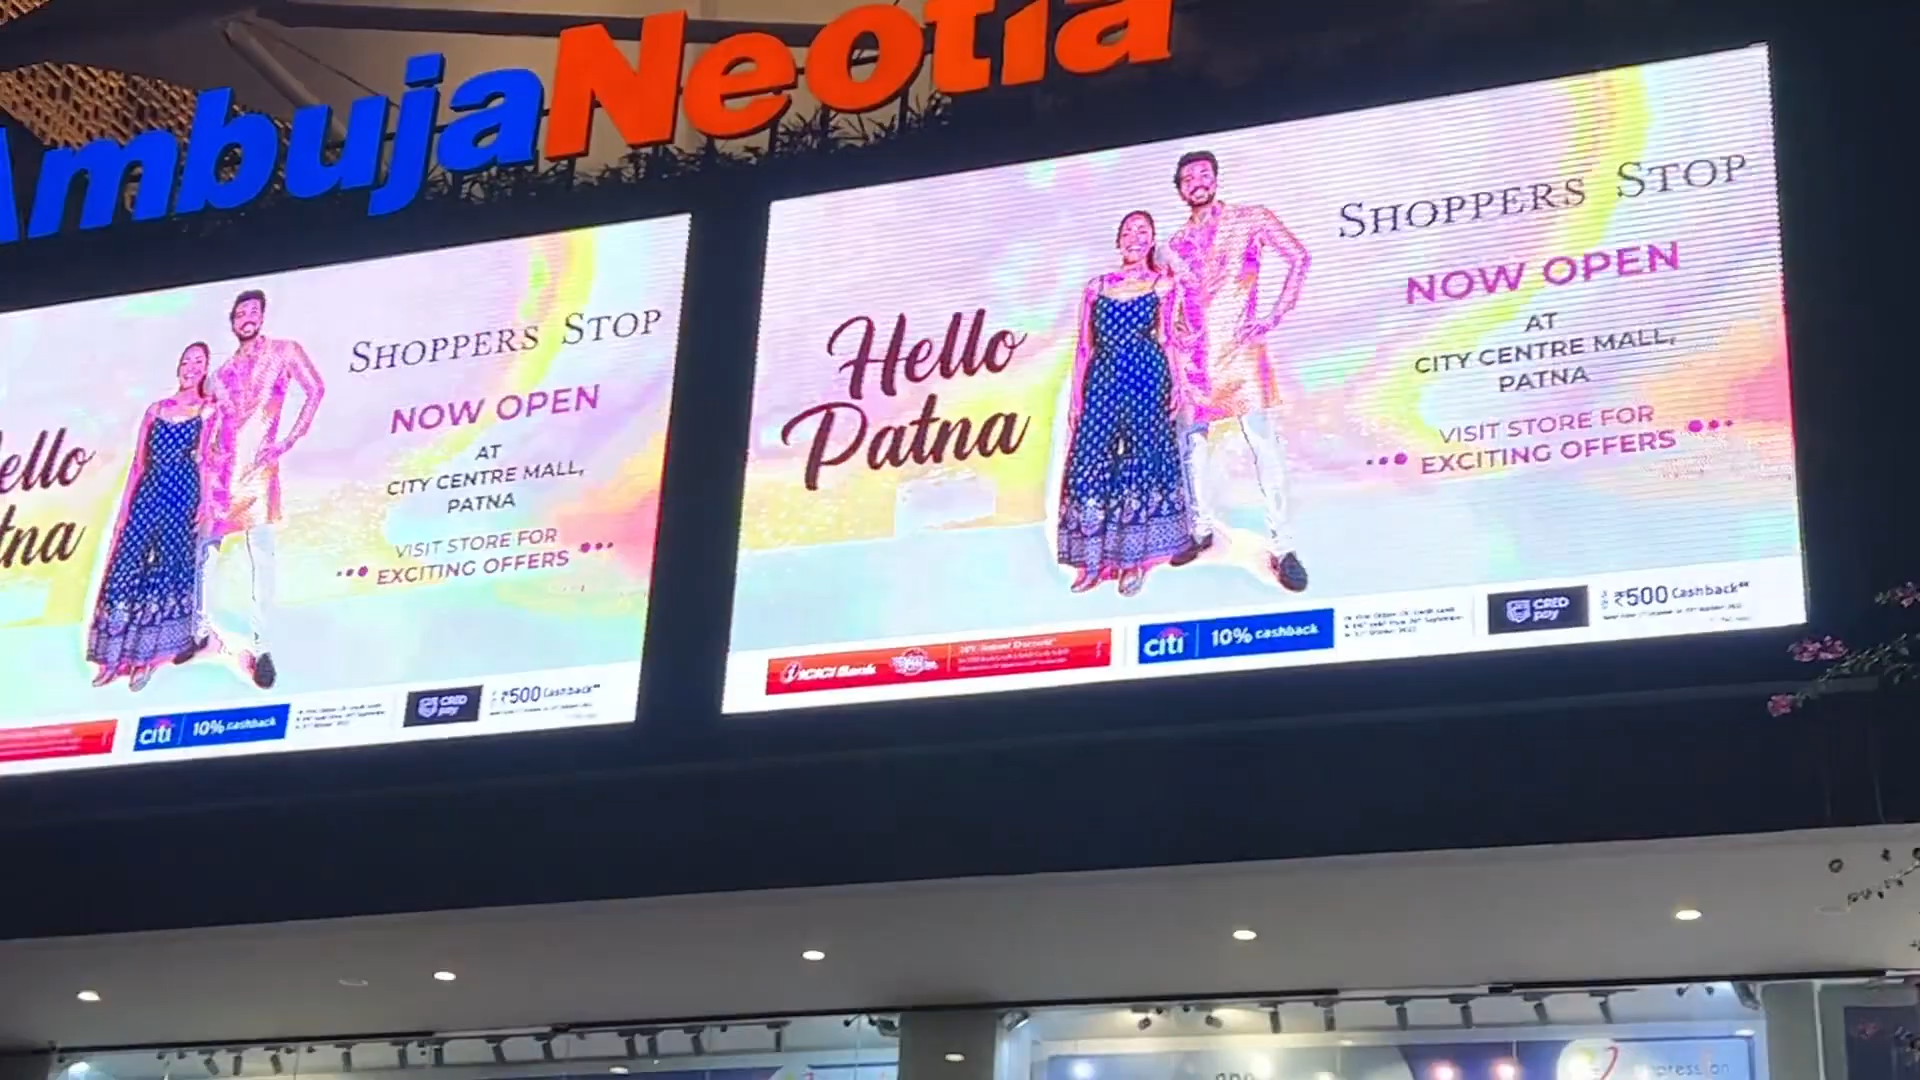 AmbujaNeotia
ello
tna
SHOPPERS STOP
NOW OPEN
AT
CITY CENTRE MALL,
PATNA
VISIT STORE FOR
EXCITING OFFERS
citi 10% cashback
CRED
pay
₹500 Cashback**
Hello
Patna
SHOPPERS STOP
NOW OPEN
AT
CITY CENTRE MALL,
PATNA
VISIT STORE FOR
EXCITING OFFERS
ICICI Bank
citi 10% cashback
CRED
pay
₹500 Cashback**